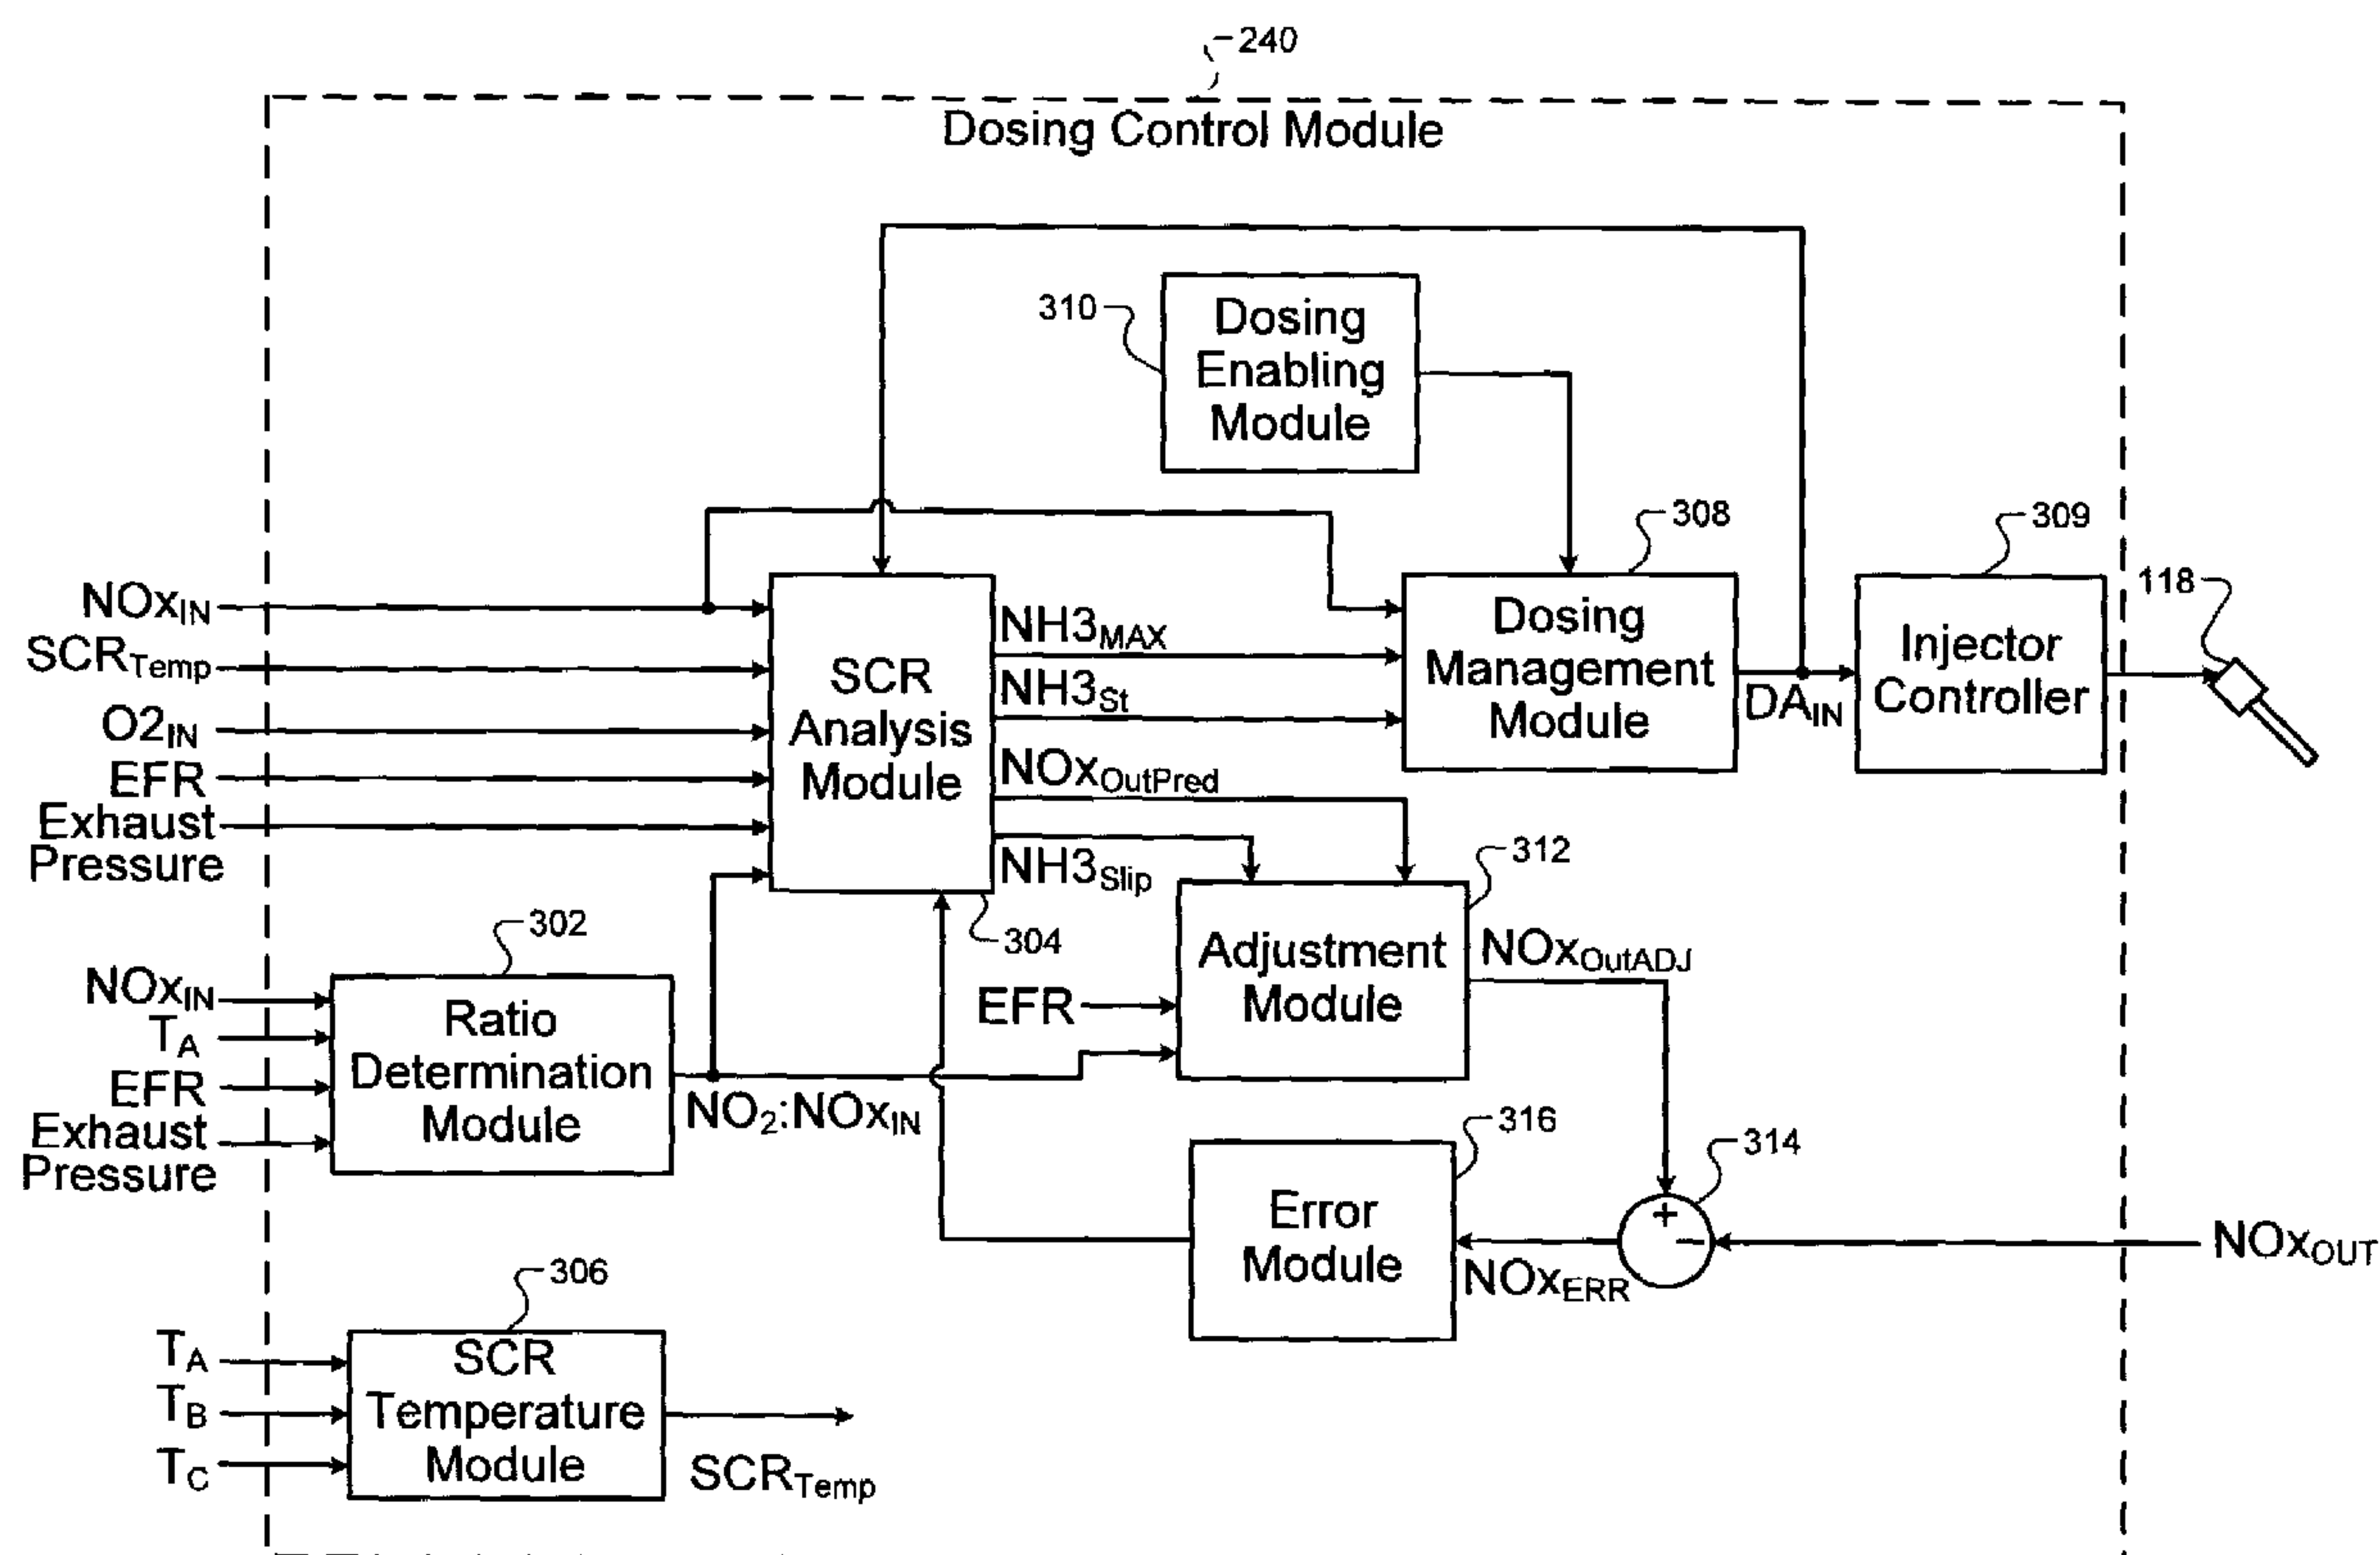 240
Dosing Control Module
310
Dosing
Enabling
Module
308
309
118
NOxIN
SCRTemp
O2IN
EFR
Exhaust
Pressure
SCR
Analysis
Module
304
NH3MAX
NH3St
NOxOutPred
NH3Slip
Dosing
Management
Module
DAIN
Injector
Controller
312
Adjustment
Module
EFR
NOxOutADJ
302
NOxIN
TA
EFR
Exhaust
Pressure
Ratio
Determination
Module
NO2:NOxIN
316
Error
Module
314
+
−
NOxERR
NOxOUT
306
TA
TB
TC
SCR
Temperature
Module
SCRTemp